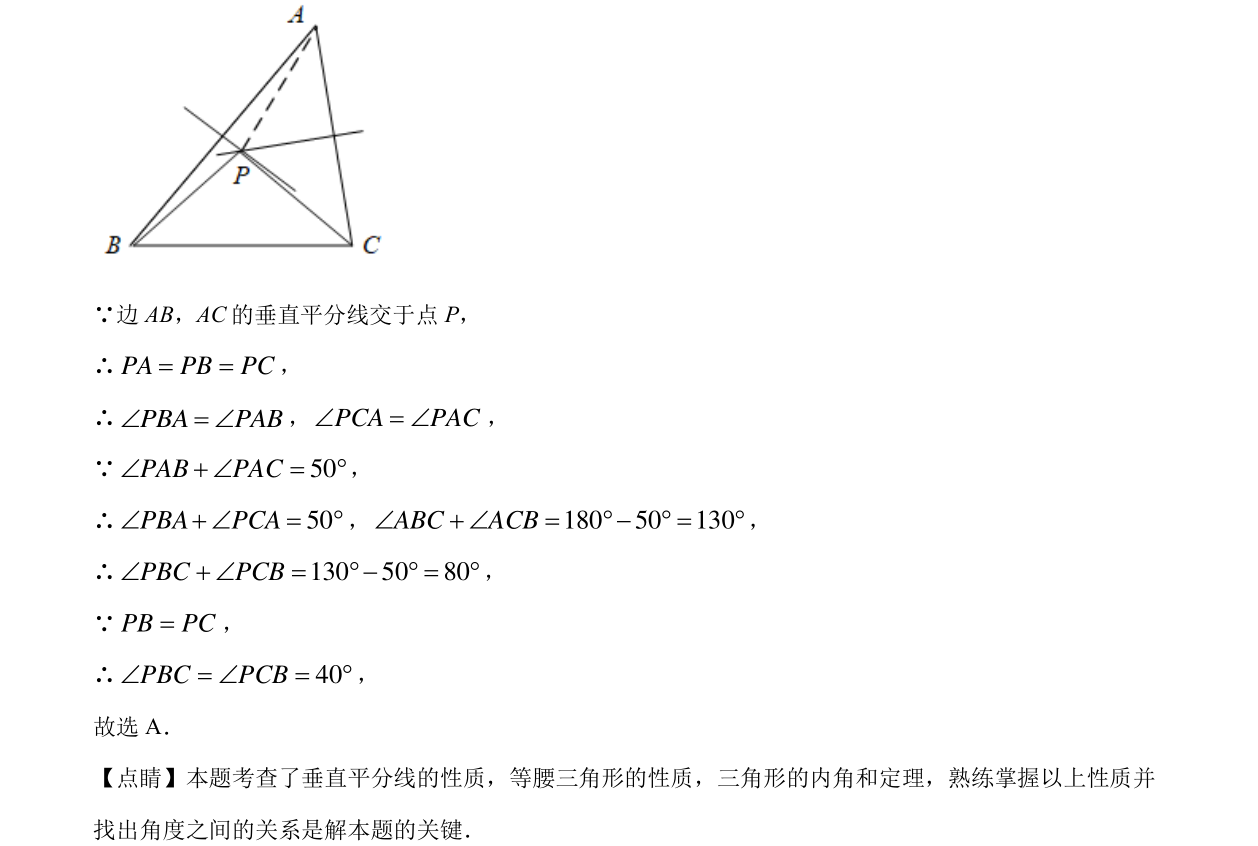 A
P
B
C
∵边 AB，AC 的垂直平分线交于点 P，
∴ PA = PB = PC，
∴ ∠PBA = ∠PAB，∠PCA = ∠PAC，
∵ ∠PAB + ∠PAC = 50°，
∴ ∠PBA + ∠PCA = 50°，∠ABC + ∠ACB = 180° − 50° = 130°，
∴ ∠PBC + ∠PCB = 130° − 50° = 80°，
∵ PB = PC，
∴ ∠PBC = ∠PCB = 40°，
故选 A．
【点睛】本题考查了垂直平分线的性质，等腰三角形的性质，三角形的内角和定理，熟练掌握以上性质并
找出角度之间的关系是解本题的关键．